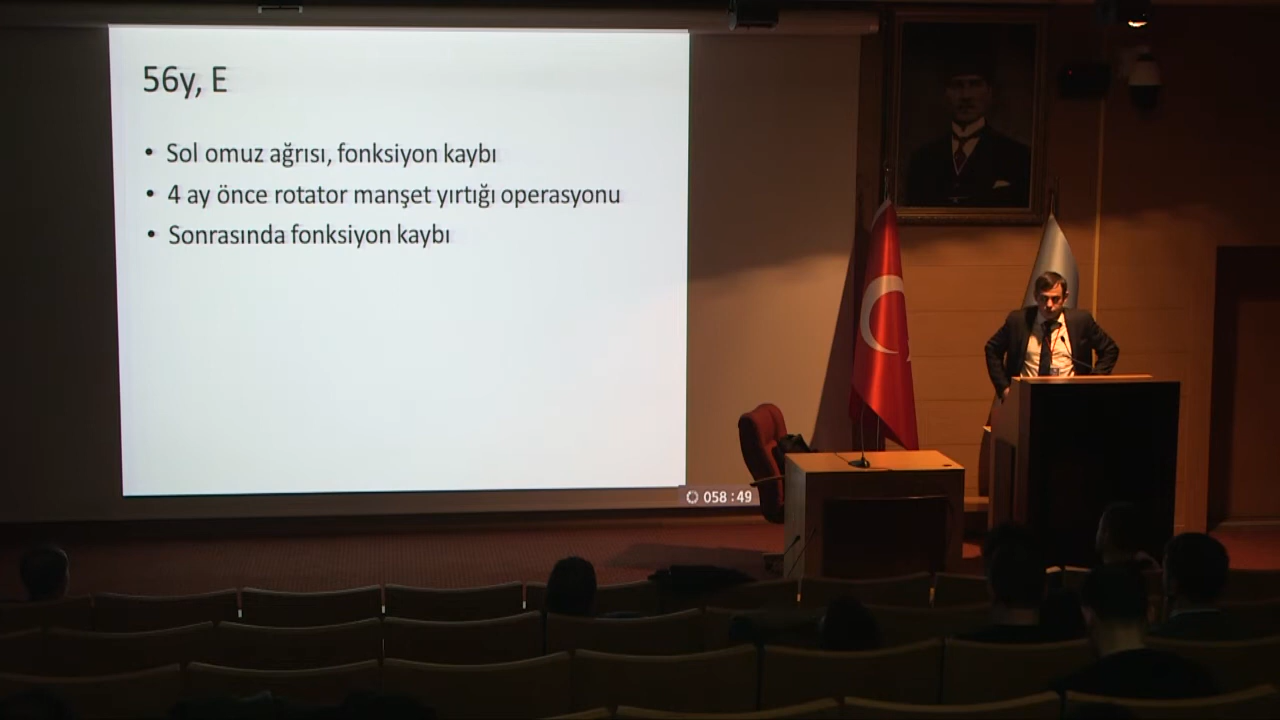 56y, E
• Sol omuz ağrısı, fonksiyon kaybı
• 4 ay önce rotator manşet yırtığı operasyonu
• Sonrasında fonksiyon kaybı
058:49